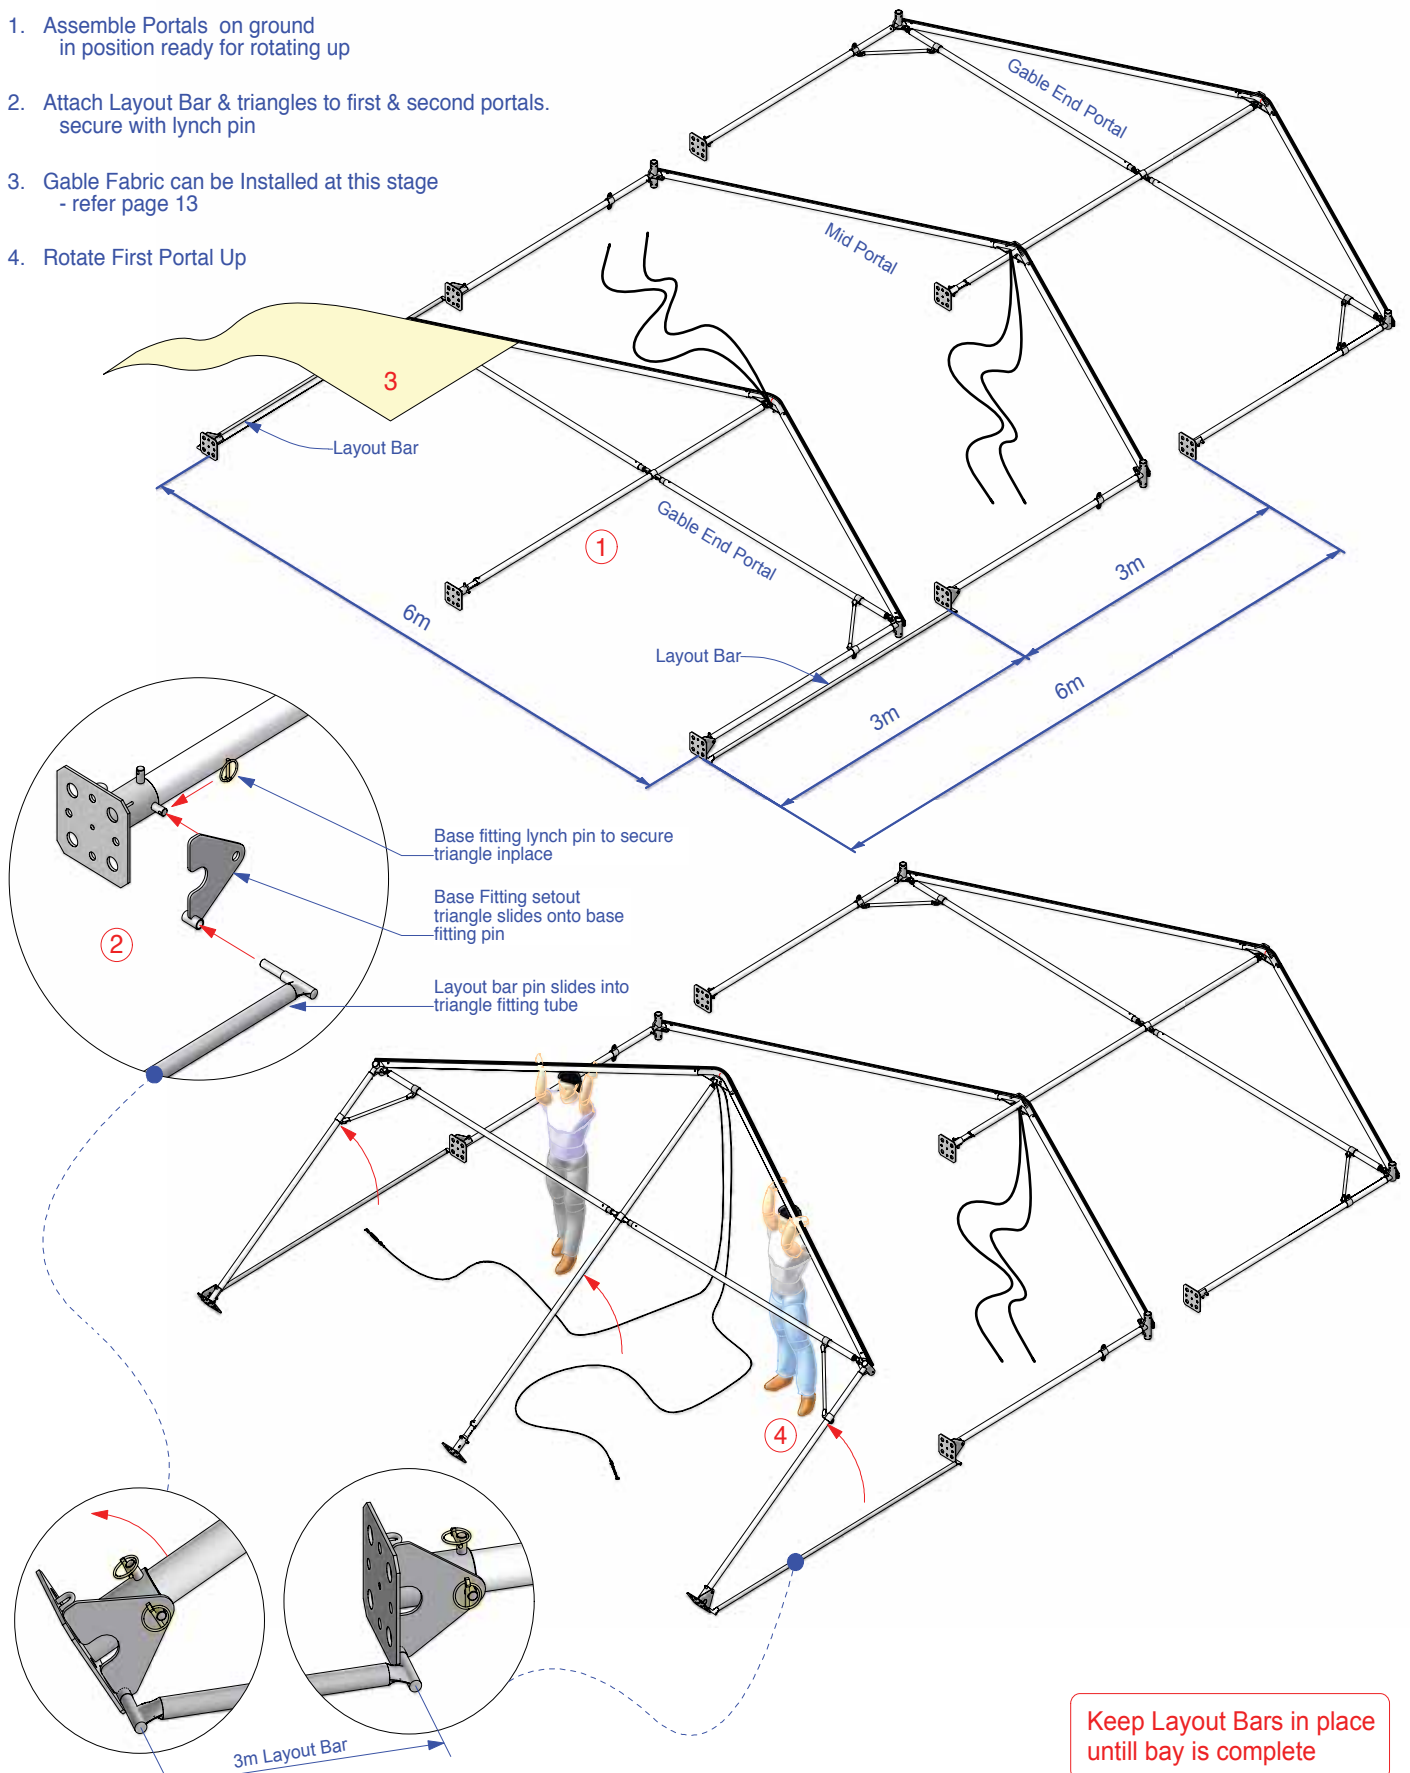 1. Assemble Portals on ground
in position ready for rotating up
2. Attach Layout Bar & triangles to first & second portals.
secure with lynch pin
3. Gable Fabric can be Installed at this stage
- refer page 13
4. Rotate First Portal Up
Gable End Portal
Mid Portal
3
Layout Bar
Gable End Portal
1
6m
3m
Layout Bar
6m
3m
Base fitting lynch pin to secure
triangle inplace
Base Fitting setout
triangle slides onto base
fitting pin
2
Layout bar pin slides into
triangle fitting tube
4
3m Layout Bar
Keep Layout Bars in place
untill bay is complete